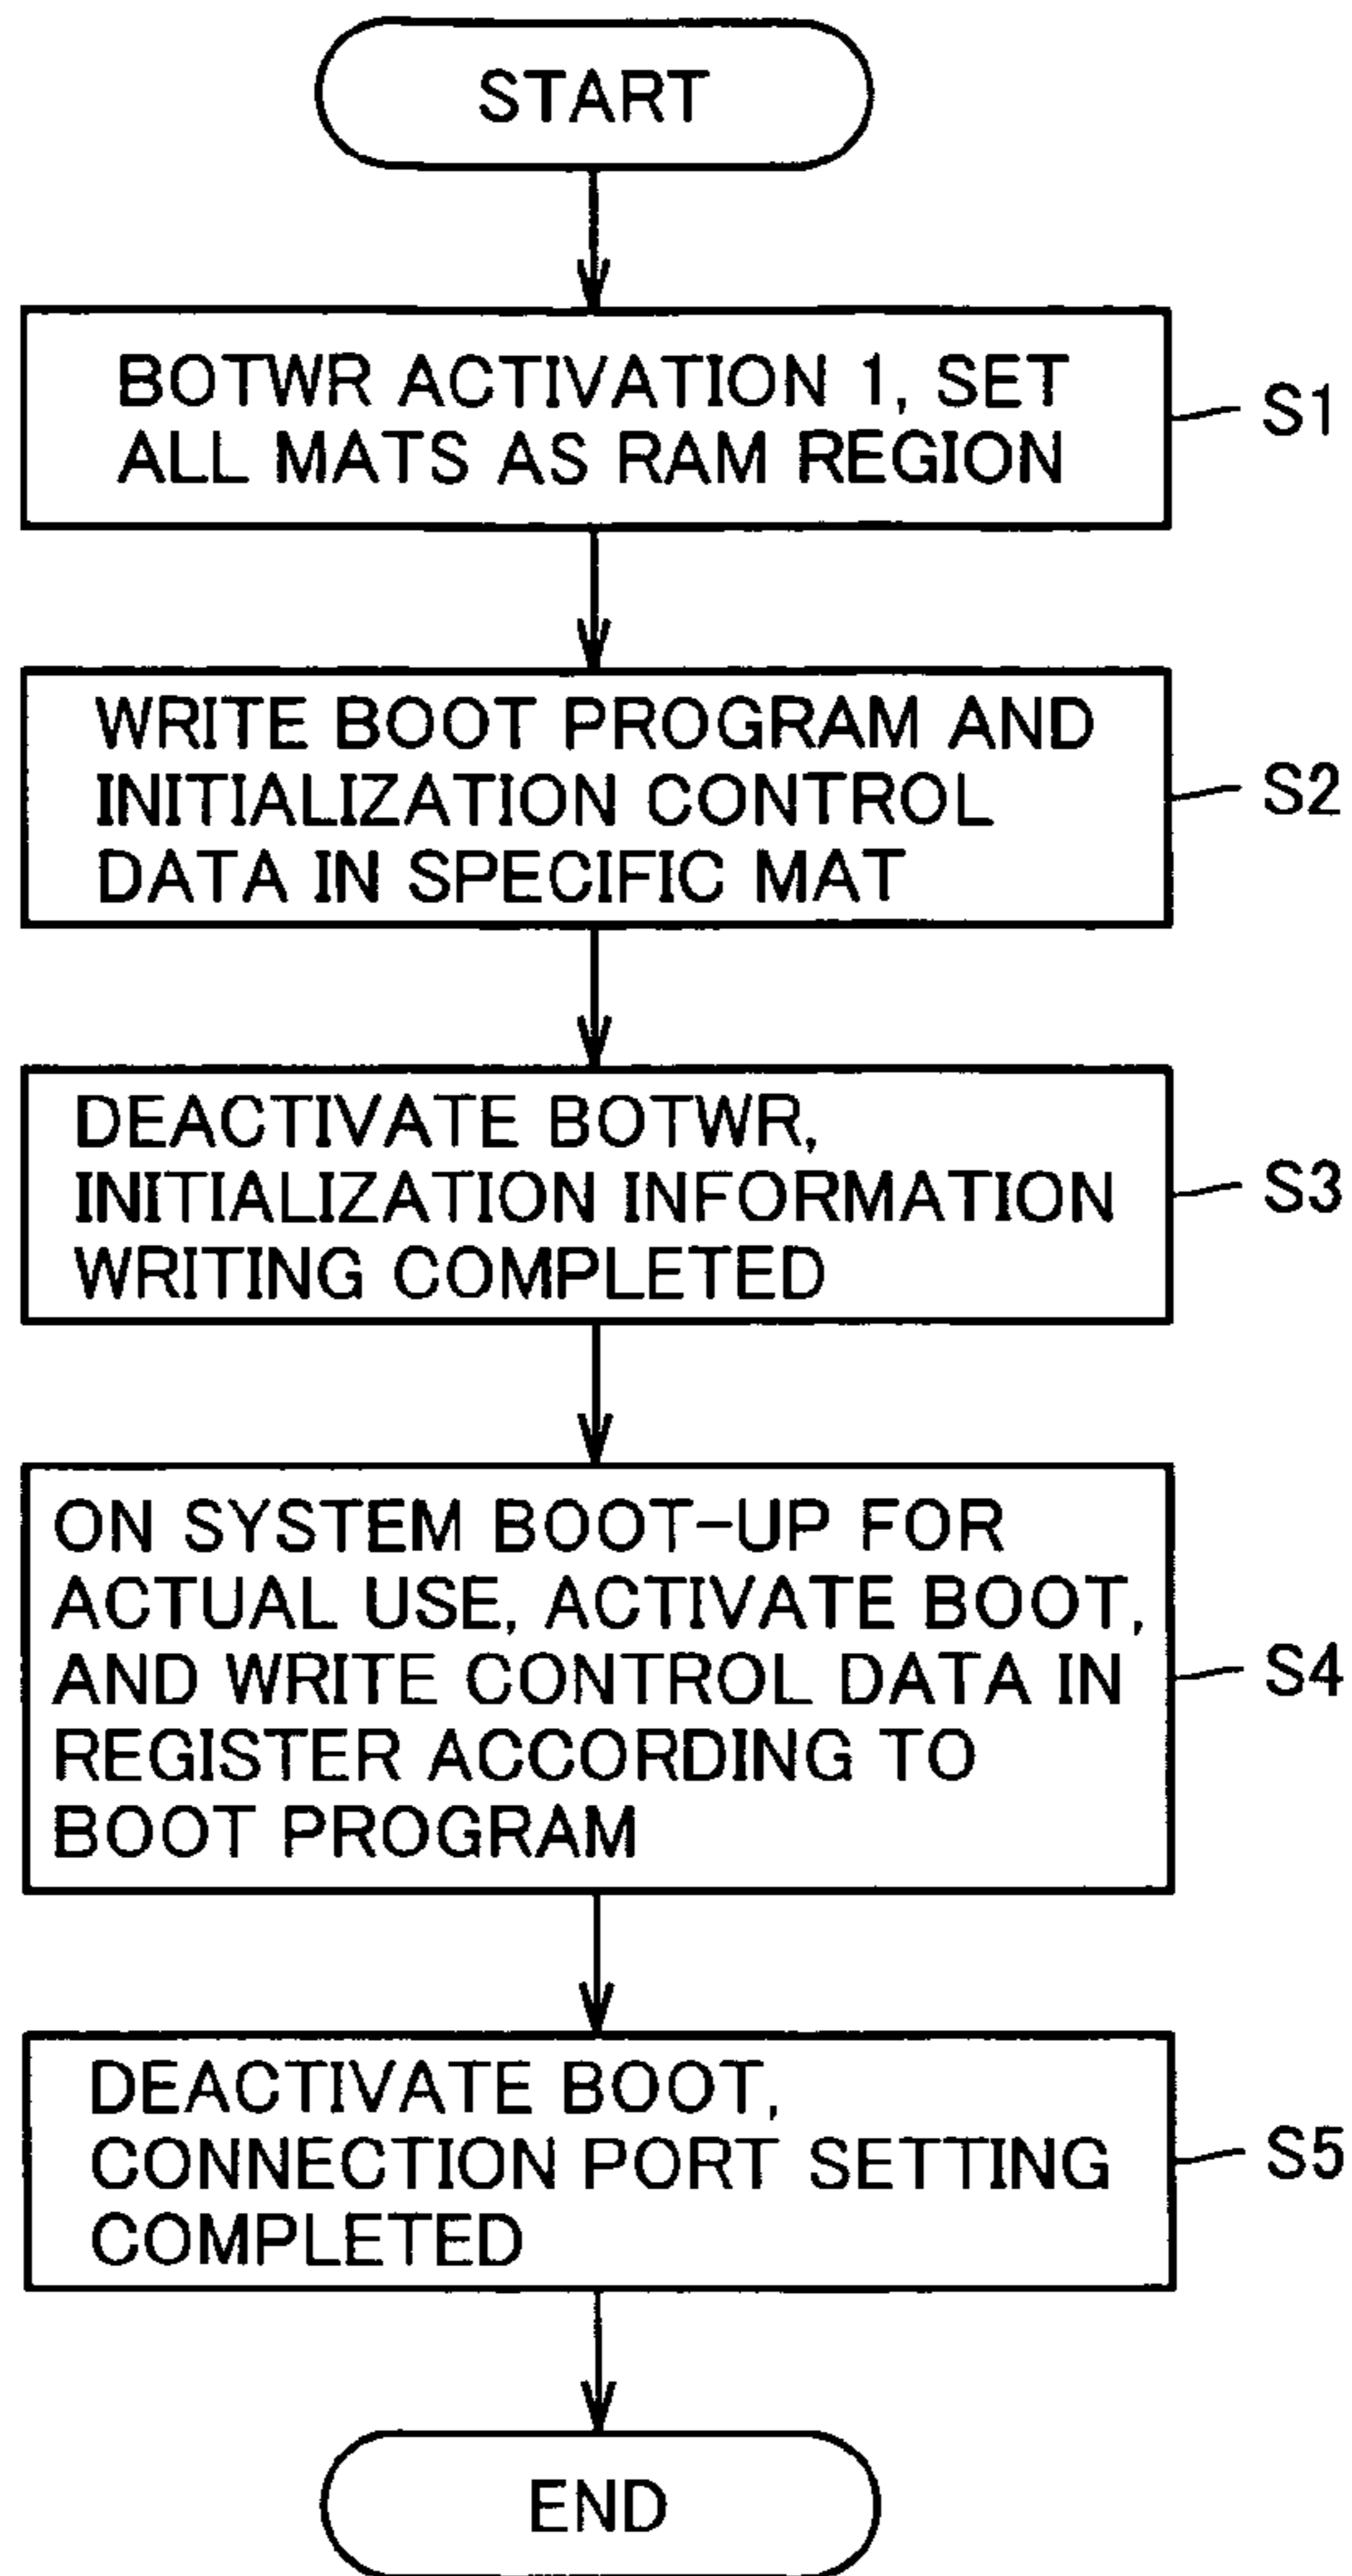 START
BOTWR ACTIVATION 1, SET
ALL MATS AS RAM REGION
S1
WRITE BOOT PROGRAM AND
INITIALIZATION CONTROL
DATA IN SPECIFIC MAT
S2
DEACTIVATE BOTWR,
INITIALIZATION INFORMATION
WRITING COMPLETED
S3
ON SYSTEM BOOT-UP FOR
ACTUAL USE, ACTIVATE BOOT,
AND WRITE CONTROL DATA IN
REGISTER ACCORDING TO
BOOT PROGRAM
S4
DEACTIVATE BOOT,
CONNECTION PORT SETTING
COMPLETED
S5
END